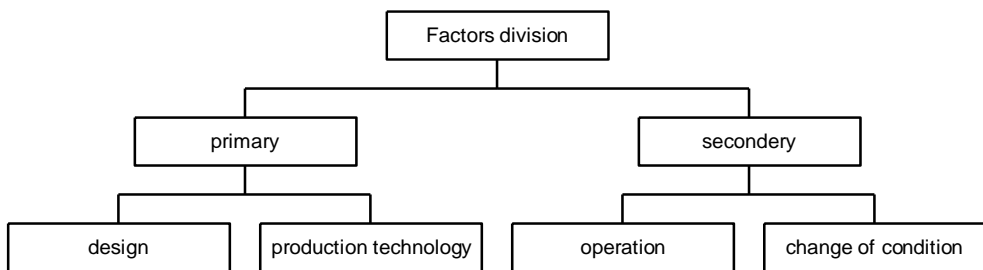 Factors division
primary
secondery
design
production technology
operation
change of condition